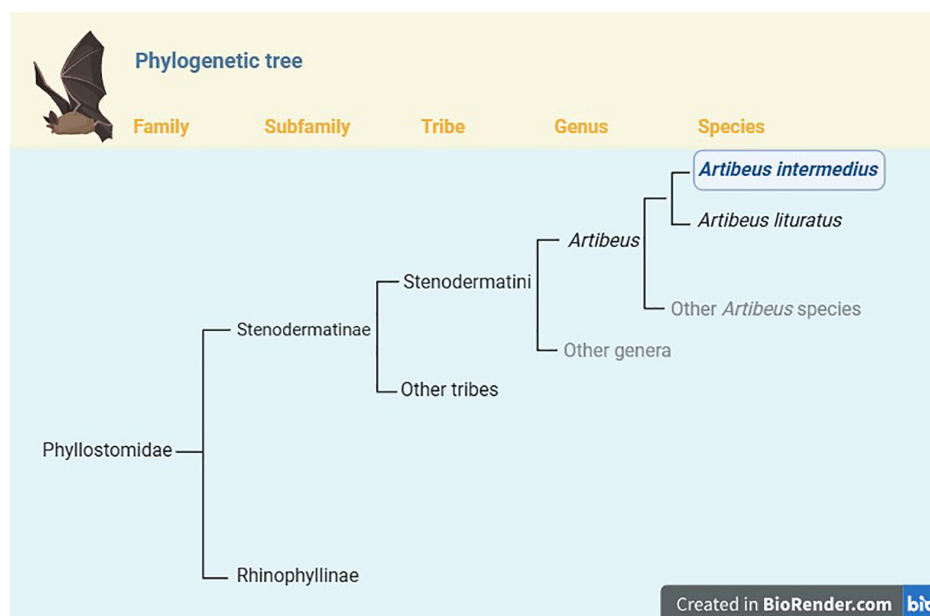 Phylogenetic tree
Family Subfamily Tribe Genus Species
Artibeus intermedius
Artibeus lituratus
Artibeus
Stenodermatini
Other Artibeus species
Stenodermatinae
Other genera
Other tribes
Phyllostomidae
Rhinophyllinae
Created in BioRender.com bio